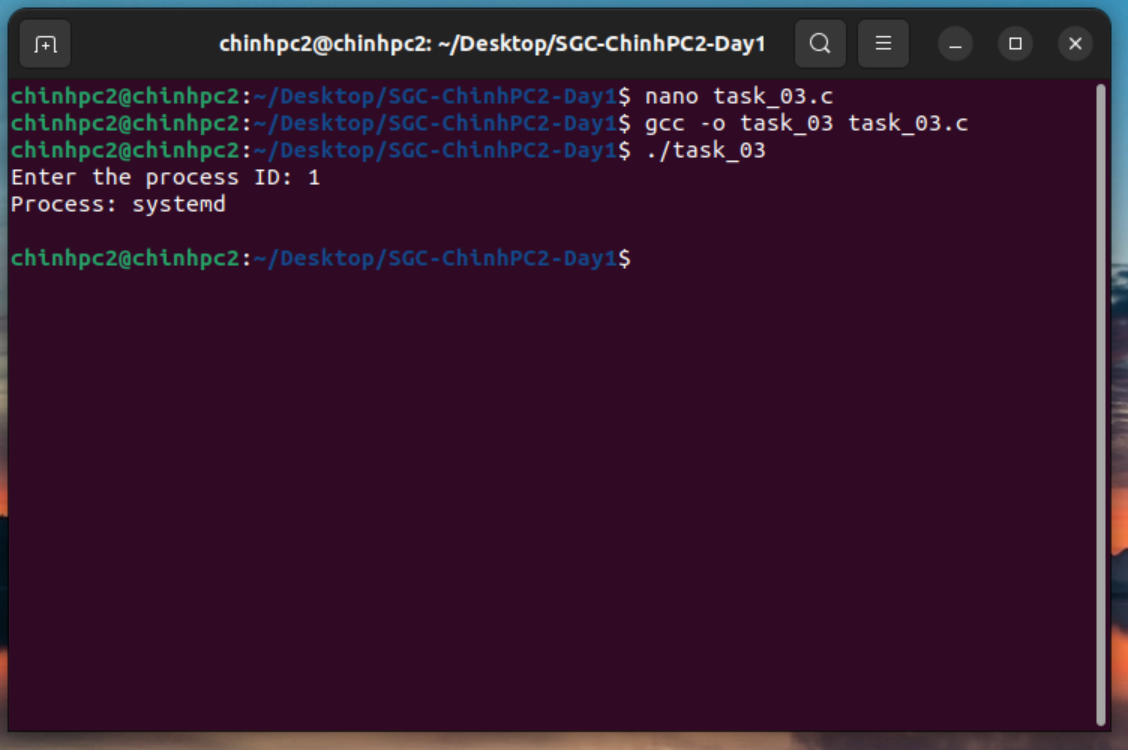 chinhpc2@chinhpc2: ~/Desktop/SGC-ChinhPC2-Day1
chinhpc2@chinhpc2:~/Desktop/SGC-ChinhPC2-Day1$ nano task_03.c
chinhpc2@chinhpc2:~/Desktop/SGC-ChinhPC2-Day1$ gcc -o task_03 task_03.c
chinhpc2@chinhpc2:~/Desktop/SGC-ChinhPC2-Day1$ ./task_03
Enter the process ID: 1
Process: systemd
chinhpc2@chinhpc2:~/Desktop/SGC-ChinhPC2-Day1$